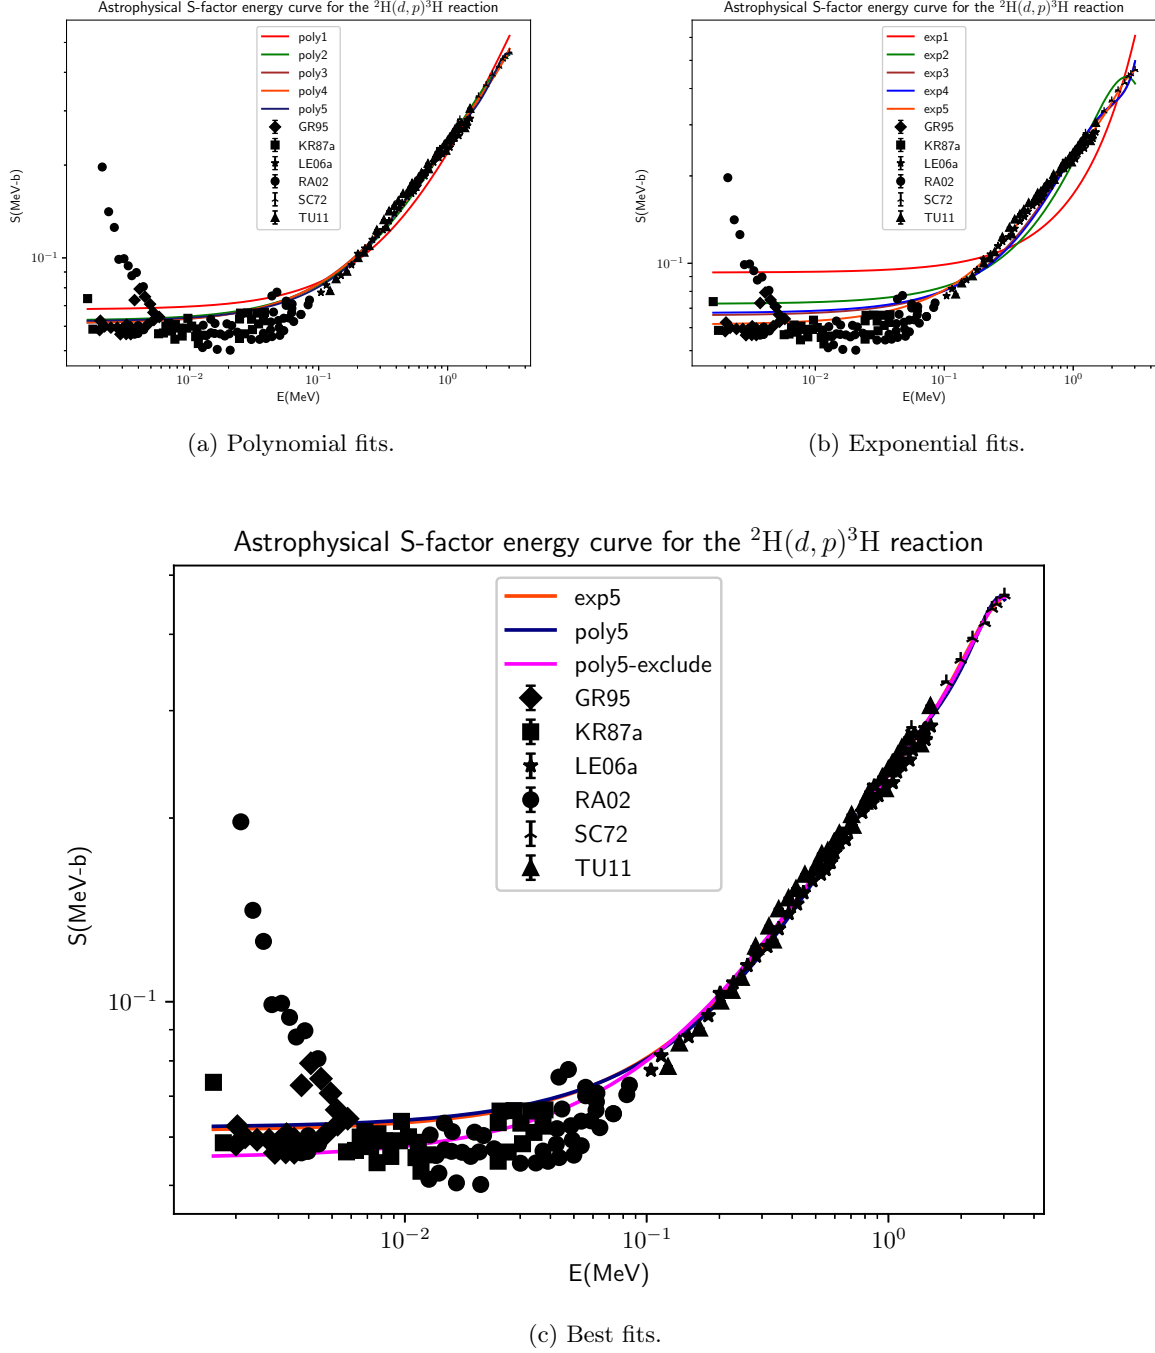 Astrophysical S-factor energy curve for the ²H(d, p)³H reaction
S(MeV-b)
10⁻¹
poly1
poly2
poly3
poly4
poly5
GR95
KR87a
LE06a
RA02
SC72
TU11
10⁻² 10⁻¹ 10⁰
E(MeV)
(a) Polynomial fits.
Astrophysical S-factor energy curve for the ²H(d, p)³H reaction
S(MeV-b)
10⁻¹
exp1
exp2
exp3
exp4
exp5
GR95
KR87a
LE06a
RA02
SC72
TU11
10⁻² 10⁻¹ 10⁰
E(MeV)
(b) Exponential fits.
Astrophysical S-factor energy curve for the ²H(d, p)³H reaction
S(MeV-b)
10⁻¹
exp5
poly5
poly5-exclude
GR95
KR87a
LE06a
RA02
SC72
TU11
10⁻² 10⁻¹ 10⁰
E(MeV)
(c) Best fits.